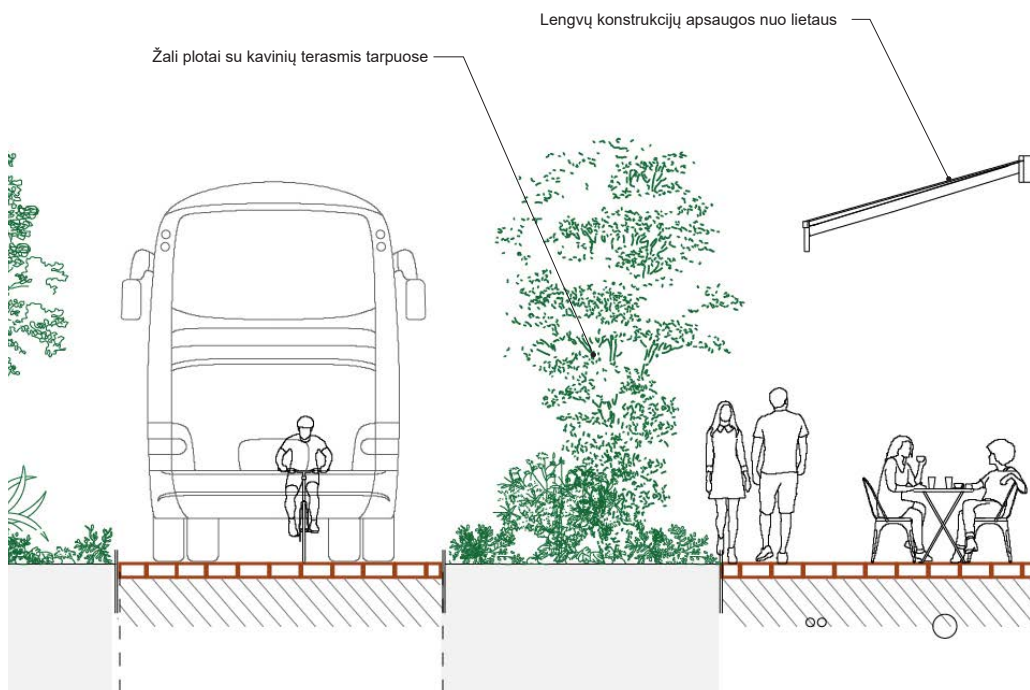 Lengvų konstrukcijų apsaugos nuo lietaus
Žali plotai su kavinių terasmis tarpuose